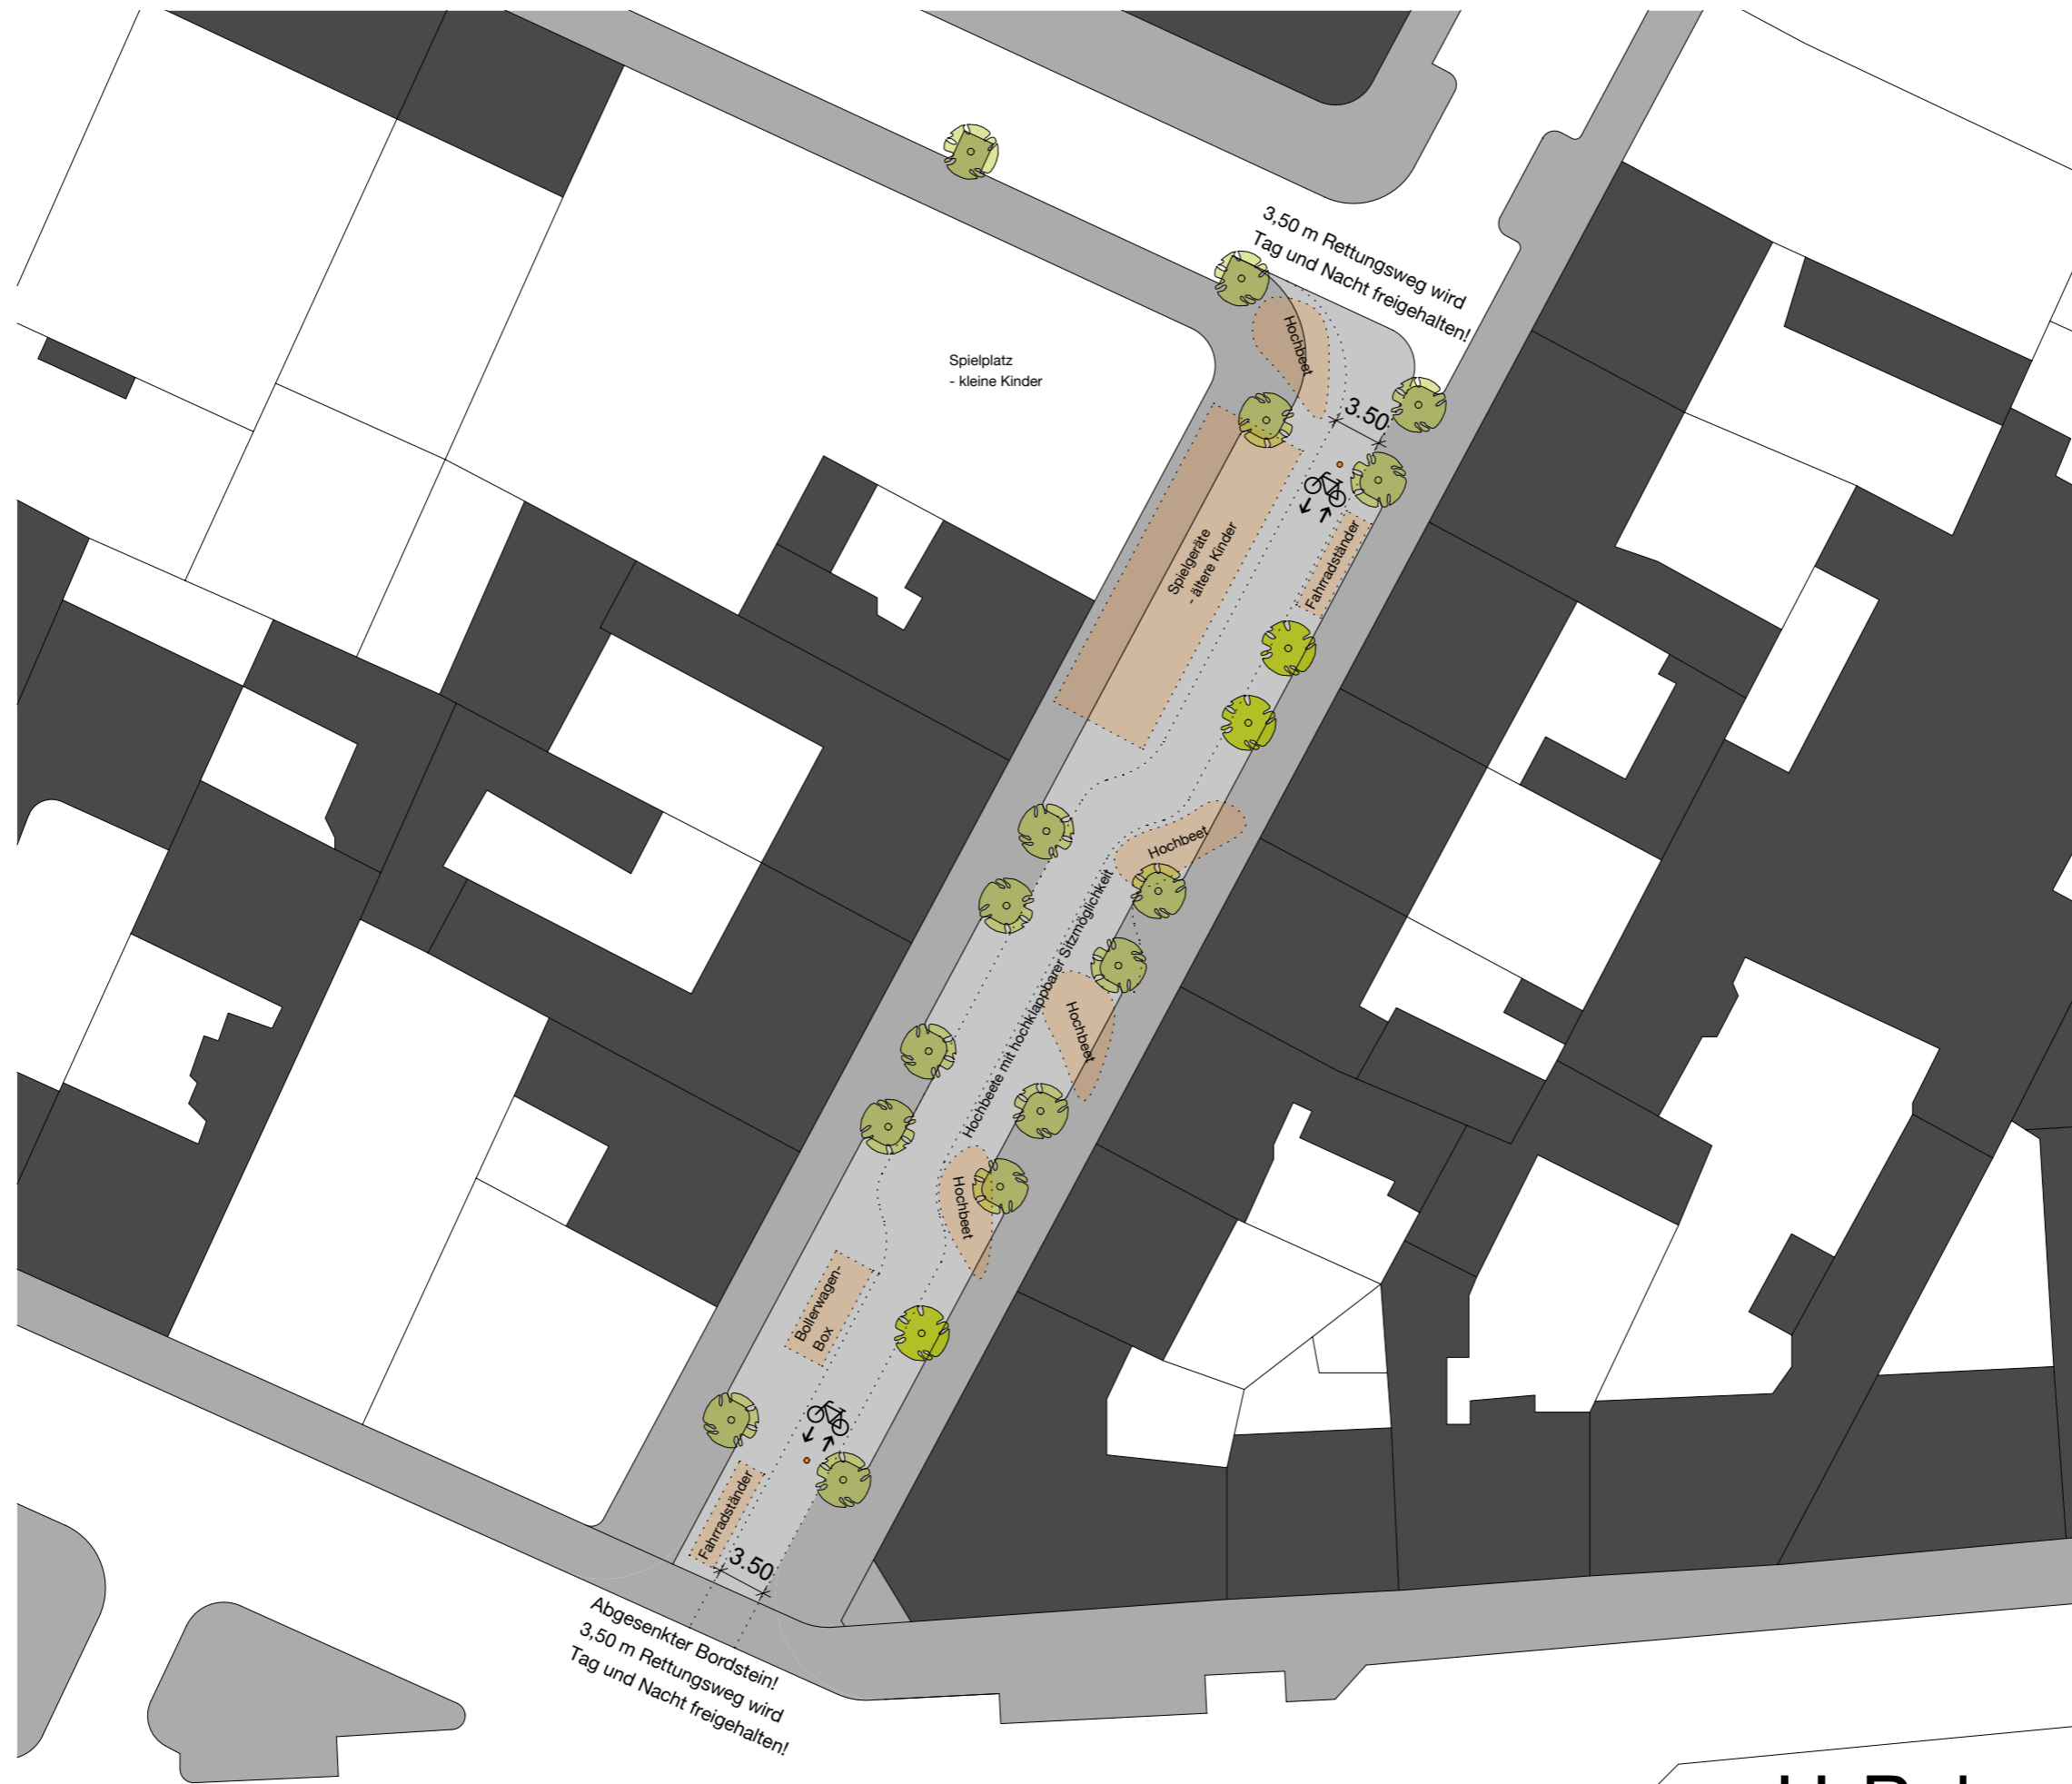 3,50 m Rettungsweg wird
Tag und Nacht freigehalten!
Hochbeet
Spielplatz
- kleine Kinder
3.50
Spielgeräte
- ältere Kinder
Fahrradständer
Hochbeet
Hochbeete mit hochklappbarer Sitzmöglichkeit
Hochbeet
Hochbeet
Bollerwagen-
Box
Fahrradständer
3.50
Abgesenkter Bordstein!
3,50 m Rettungsweg wird
Tag und Nacht freigehalten!